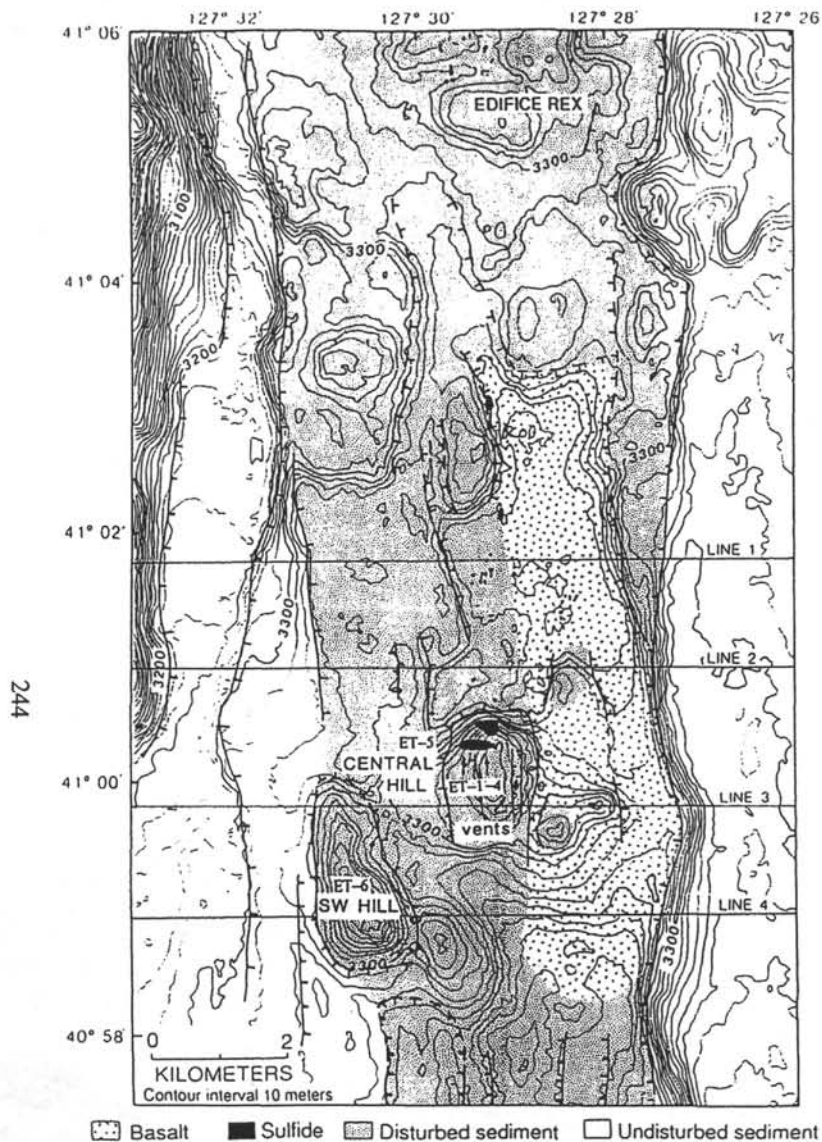 127° 32′ 127° 30′ 127° 28′ 127° 26
41° 06′
EDIFICE REX
3300
3100
3300
41° 04′
3200
3300
41° 02′
LINE 1
3300
LINE 2
3200
244
ET-5
CENTRAL
HILL
41° 00′
ET-1-4
LINE 3
3300
vents
ET-6
SW HILL
LINE 4
3300
3300
40° 58′
0 2
KILOMETERS
Contour interval 10 meters
Basalt Sulfide Disturbed sediment Undisturbed sediment